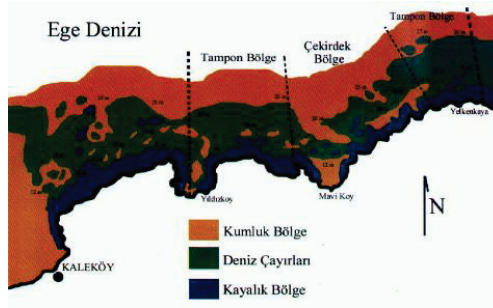 Ege Denizi
Tampon Bölge
Tampon Bölge
Çekirdek
Bölge
Yelkenkaya
Yıldızkoy
Mavi Koy
N
KALEKÖY
Kumluk Bölge
Deniz Çayırları
Kayalık Bölge